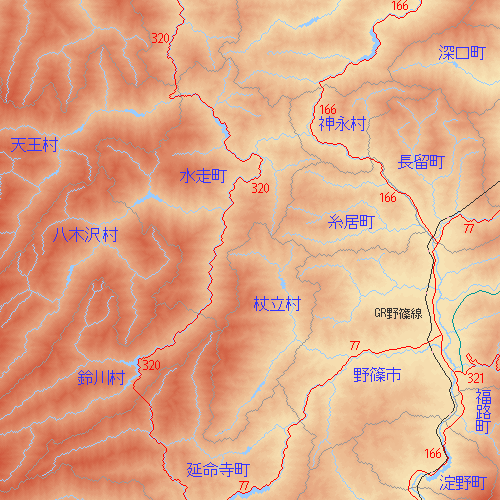 166
320
深口町
166
神永村
天王村
長留町
水走町
320
166
糸居町
77
八木沢村
杖立村
GR野篠線
77
320
鈴川村
野篠市
321
福路町
166
延命寺町
淀野町
77